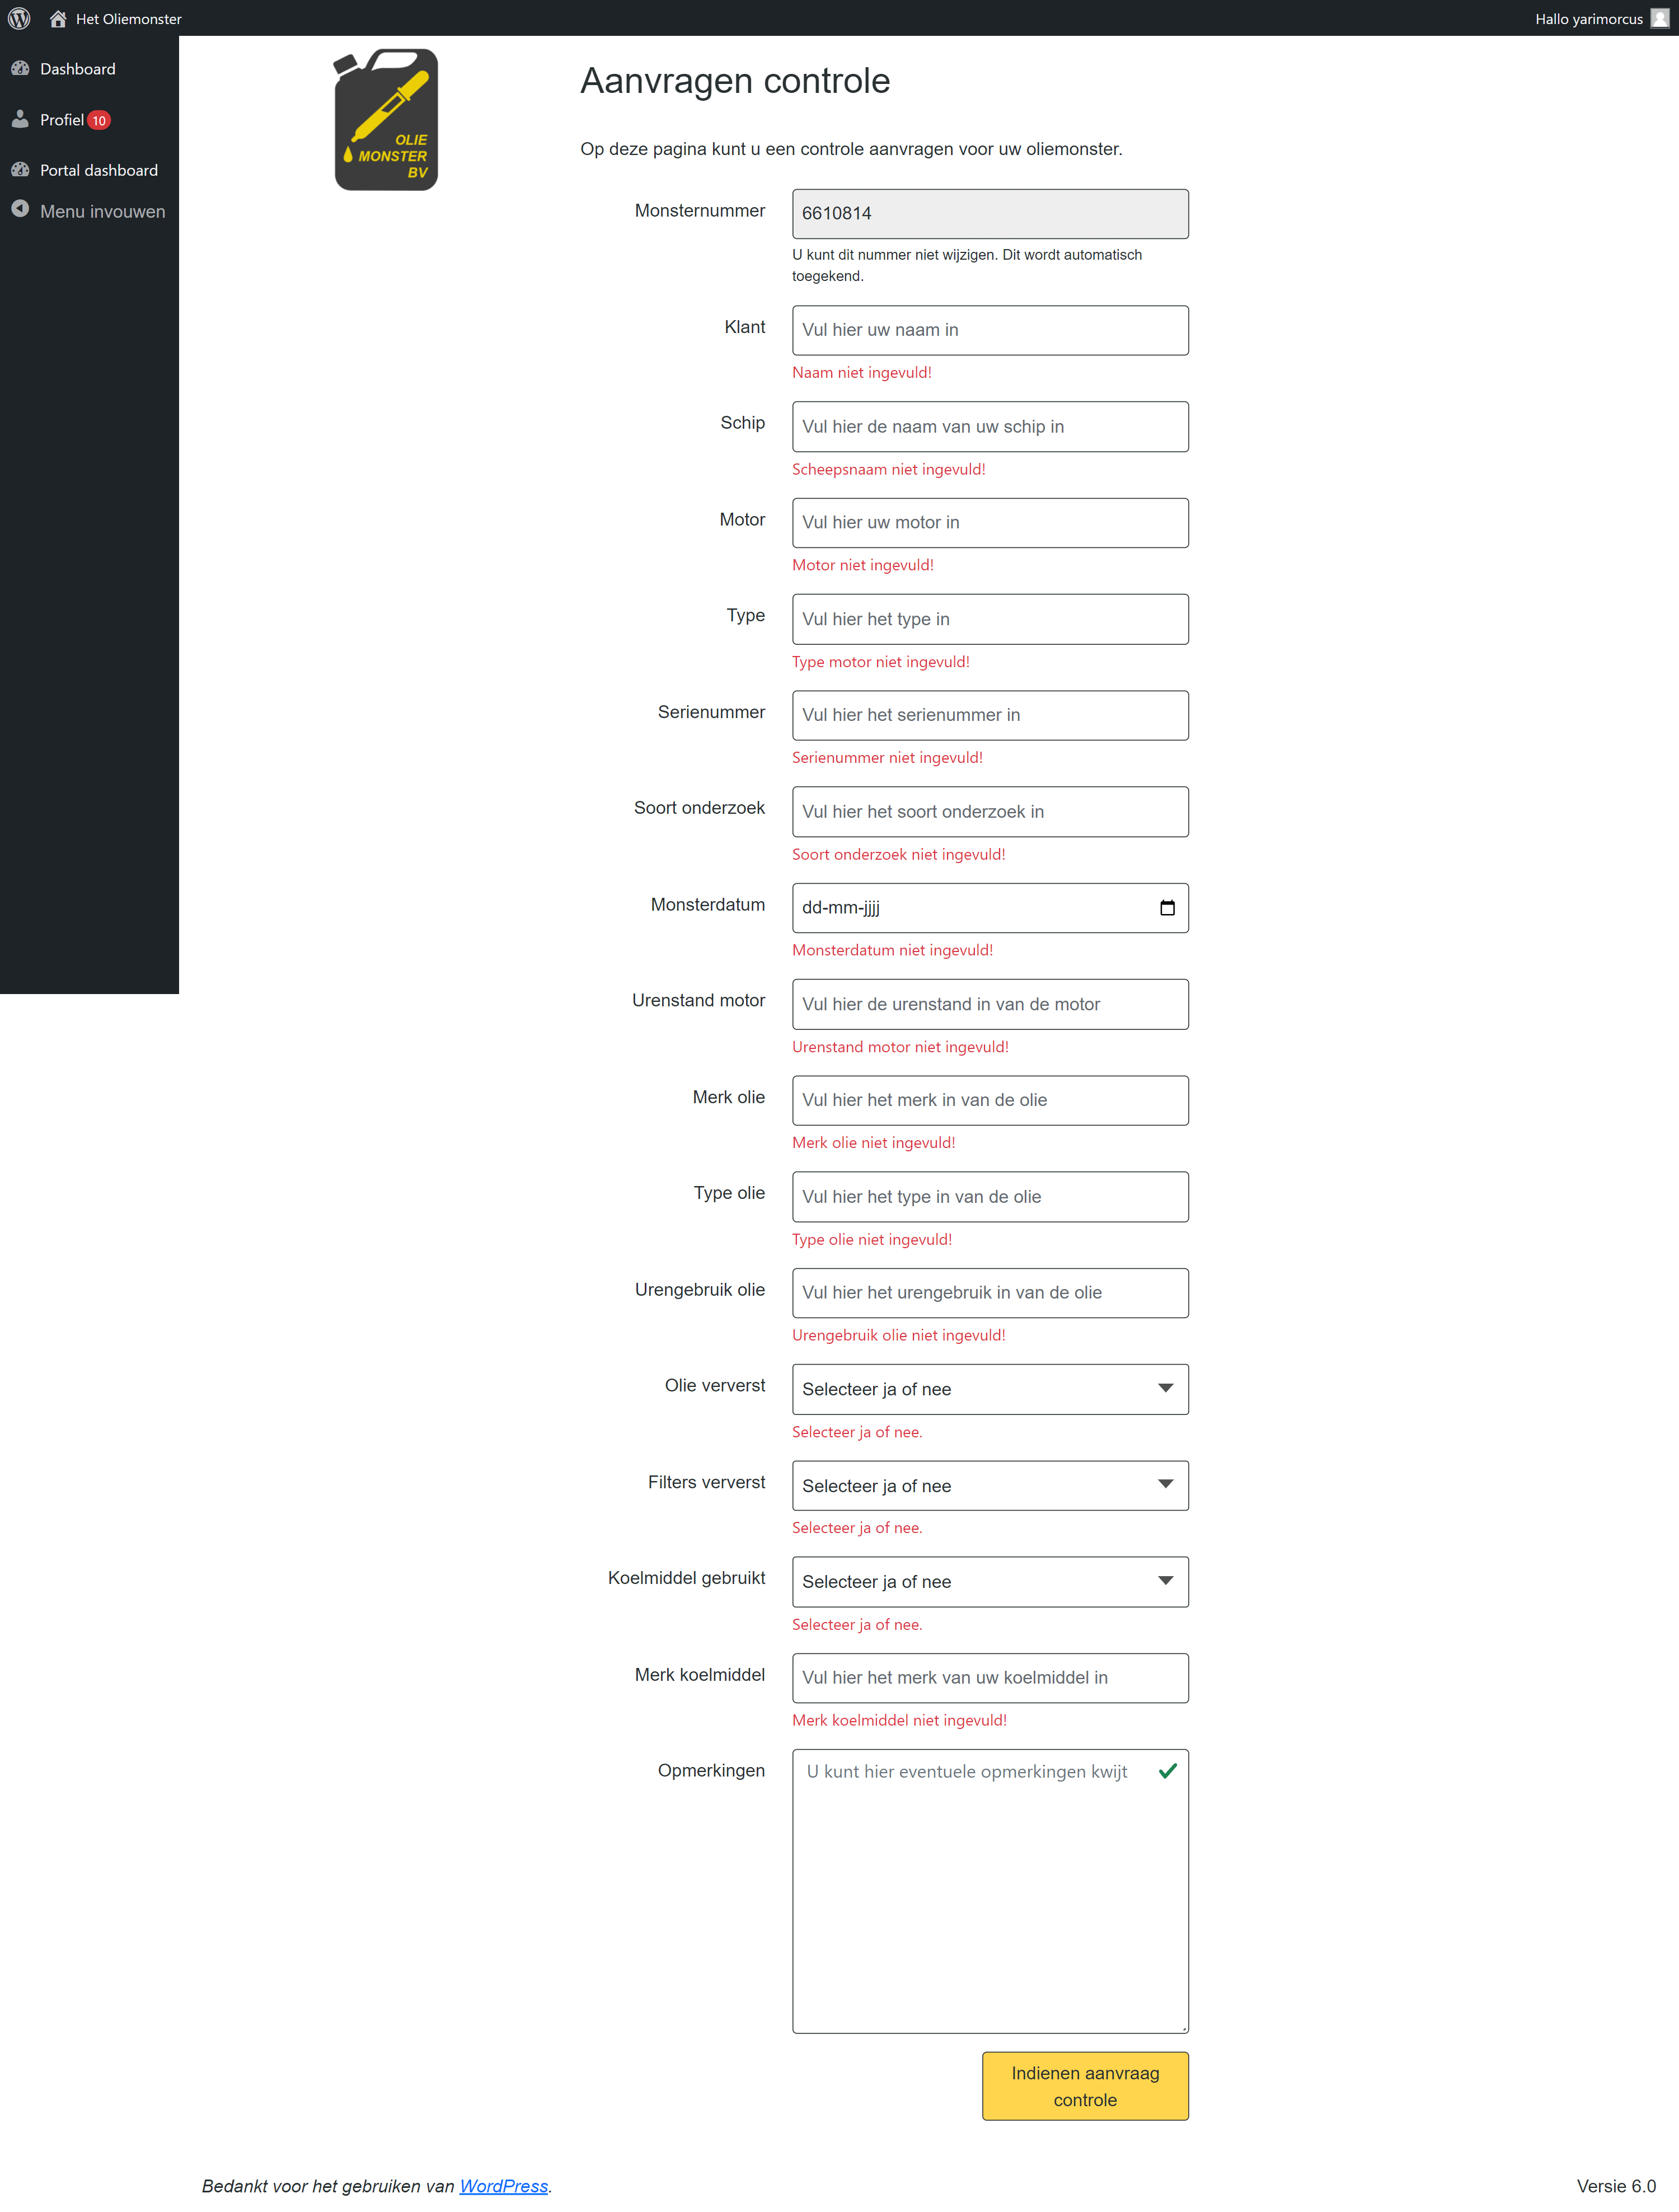 Het Oliemonster
Hallo yarimorcus
Dashboard
Profiel 10
Portal dashboard
Menu invouwen
OLIE
MONSTER
BV
Aanvragen controle
Op deze pagina kunt u een controle aanvragen voor uw oliemonster.
Monsternummer
6610814
U kunt dit nummer niet wijzigen. Dit wordt automatisch
toegekend.
Klant
Vul hier uw naam in
Naam niet ingevuld!
Schip
Vul hier de naam van uw schip in
Scheepsnaam niet ingevuld!
Motor
Vul hier uw motor in
Motor niet ingevuld!
Type
Vul hier het type in
Type motor niet ingevuld!
Serienummer
Vul hier het serienummer in
Serienummer niet ingevuld!
Soort onderzoek
Vul hier het soort onderzoek in
Soort onderzoek niet ingevuld!
Monsterdatum
dd-mm-jjjj
Monsterdatum niet ingevuld!
Urenstand motor
Vul hier de urenstand in van de motor
Urenstand motor niet ingevuld!
Merk olie
Vul hier het merk in van de olie
Merk olie niet ingevuld!
Type olie
Vul hier het type in van de olie
Type olie niet ingevuld!
Urengebruik olie
Vul hier het urengebruik in van de olie
Urengebruik olie niet ingevuld!
Olie ververst
Selecteer ja of nee
Selecteer ja of nee.
Filters ververst
Selecteer ja of nee
Selecteer ja of nee.
Koelmiddel gebruikt
Selecteer ja of nee
Selecteer ja of nee.
Merk koelmiddel
Vul hier het merk van uw koelmiddel in
Merk koelmiddel niet ingevuld!
Opmerkingen
U kunt hier eventuele opmerkingen kwijt
Indienen aanvraag
controle
Bedankt voor het gebruiken van WordPress.
Versie 6.0